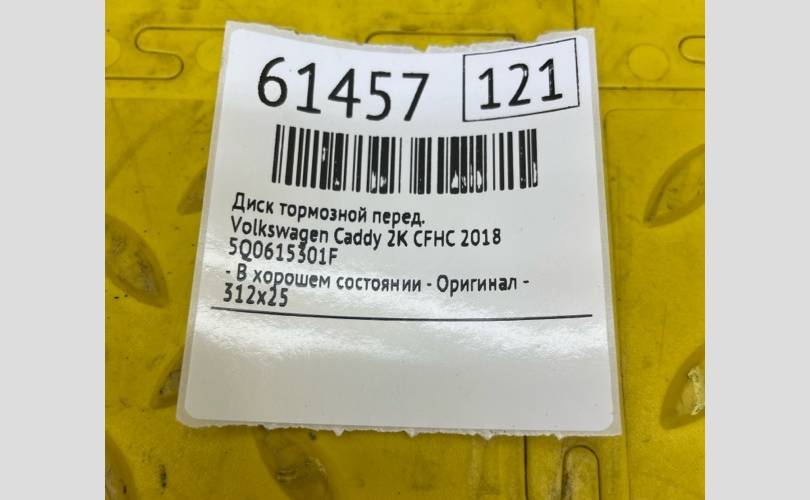 61457 121
Диск тормозной перед.
Volkswagen Caddy 2K CFHC 2018
5Q0615301F
- В хорошем состоянии - Оригинал -
312x25